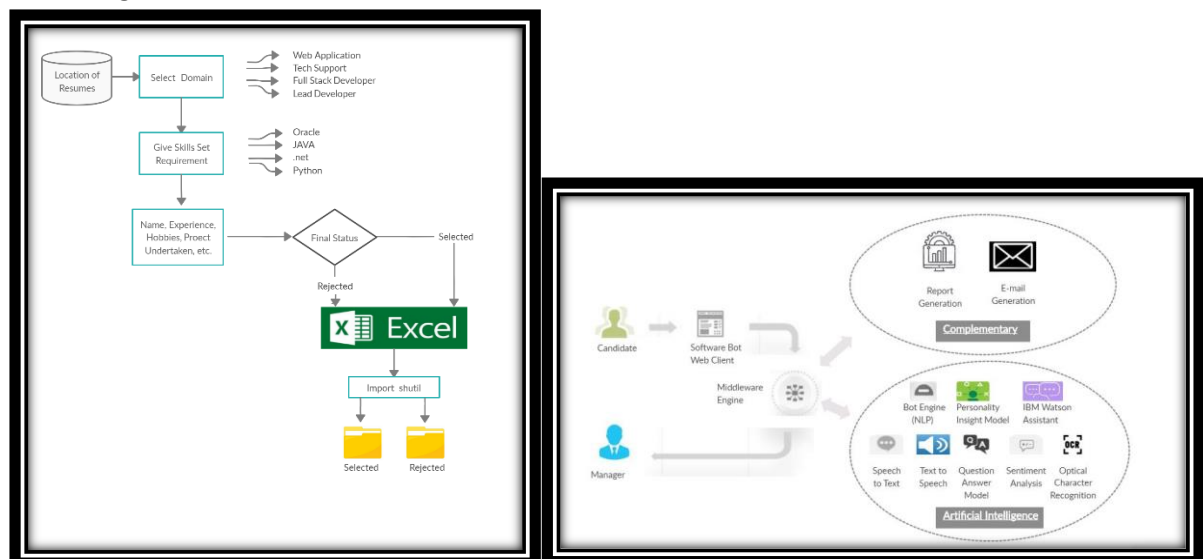 Location of
Resumes
Select Domain
Web Application
Tech Support
Full Stack Developer
Lead Developer
Give Skills Set
Requirement
Oracle
JAVA
.net
Python
Name, Experience,
Hobbies, Proect
Undertaken, etc.
Final Status
Selected
Rejected
X Excel
Import shutil
Selected
Rejected
Candidate
Software Bot
Web Client
Middleware
Engine
Manager
Report
Generation
E-mail
Generation
Complementary
Bot Engine
(NLP)
Personality
Insight Model
IBM Watson
Assistant
Speech
to Text
Text to
Speech
Q
A
Question
Answer
Model
Sentiment
Analysis
OCR
Optical
Character
Recognition
Artificial Intelligence